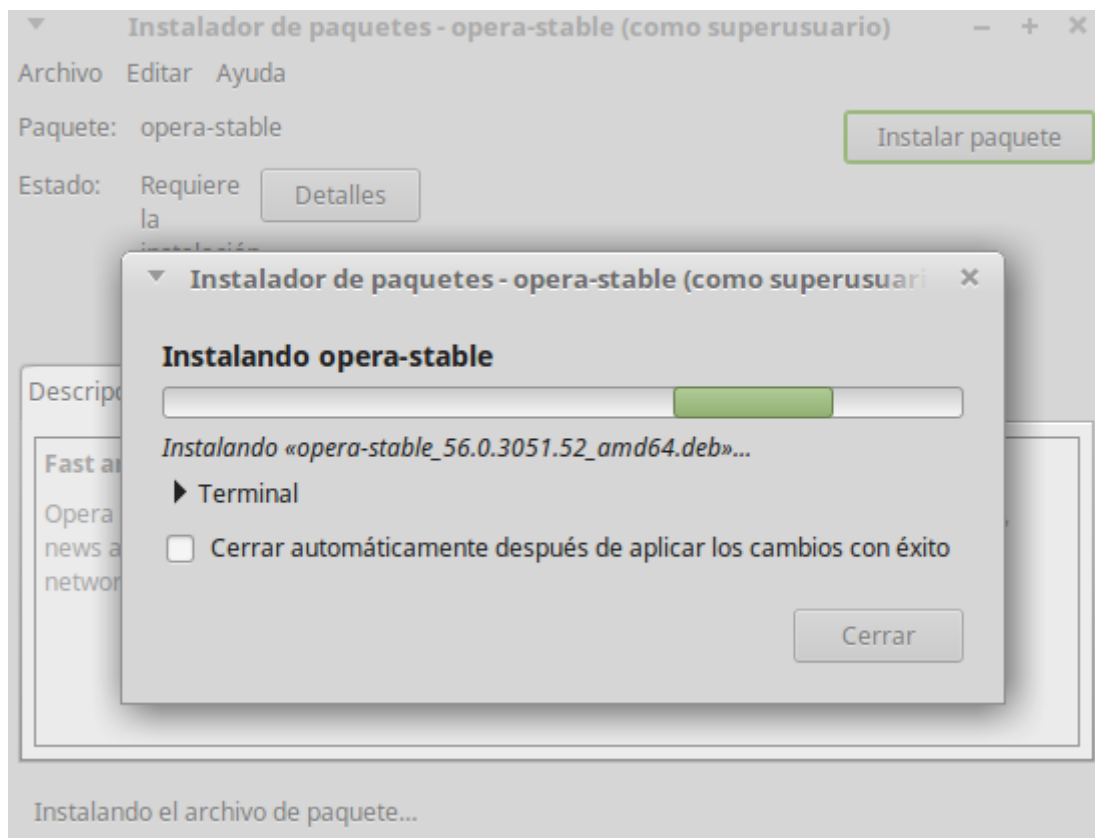 Instalador de paquetes - opera-stable (como superusuario)
Archivo Editar Ayuda
Paquete: opera-stable
Instalar paquete
Estado: Requiere
la
Detalles
Instalador de paquetes - opera-stable (como superusuari
Instalando opera-stable
Instalando «opera-stable_56.0.3051.52_amd64.deb»...
Terminal
Cerrar automáticamente después de aplicar los cambios con éxito
Cerrar
Fast
Opera
news
Instalando el archivo de paquete...